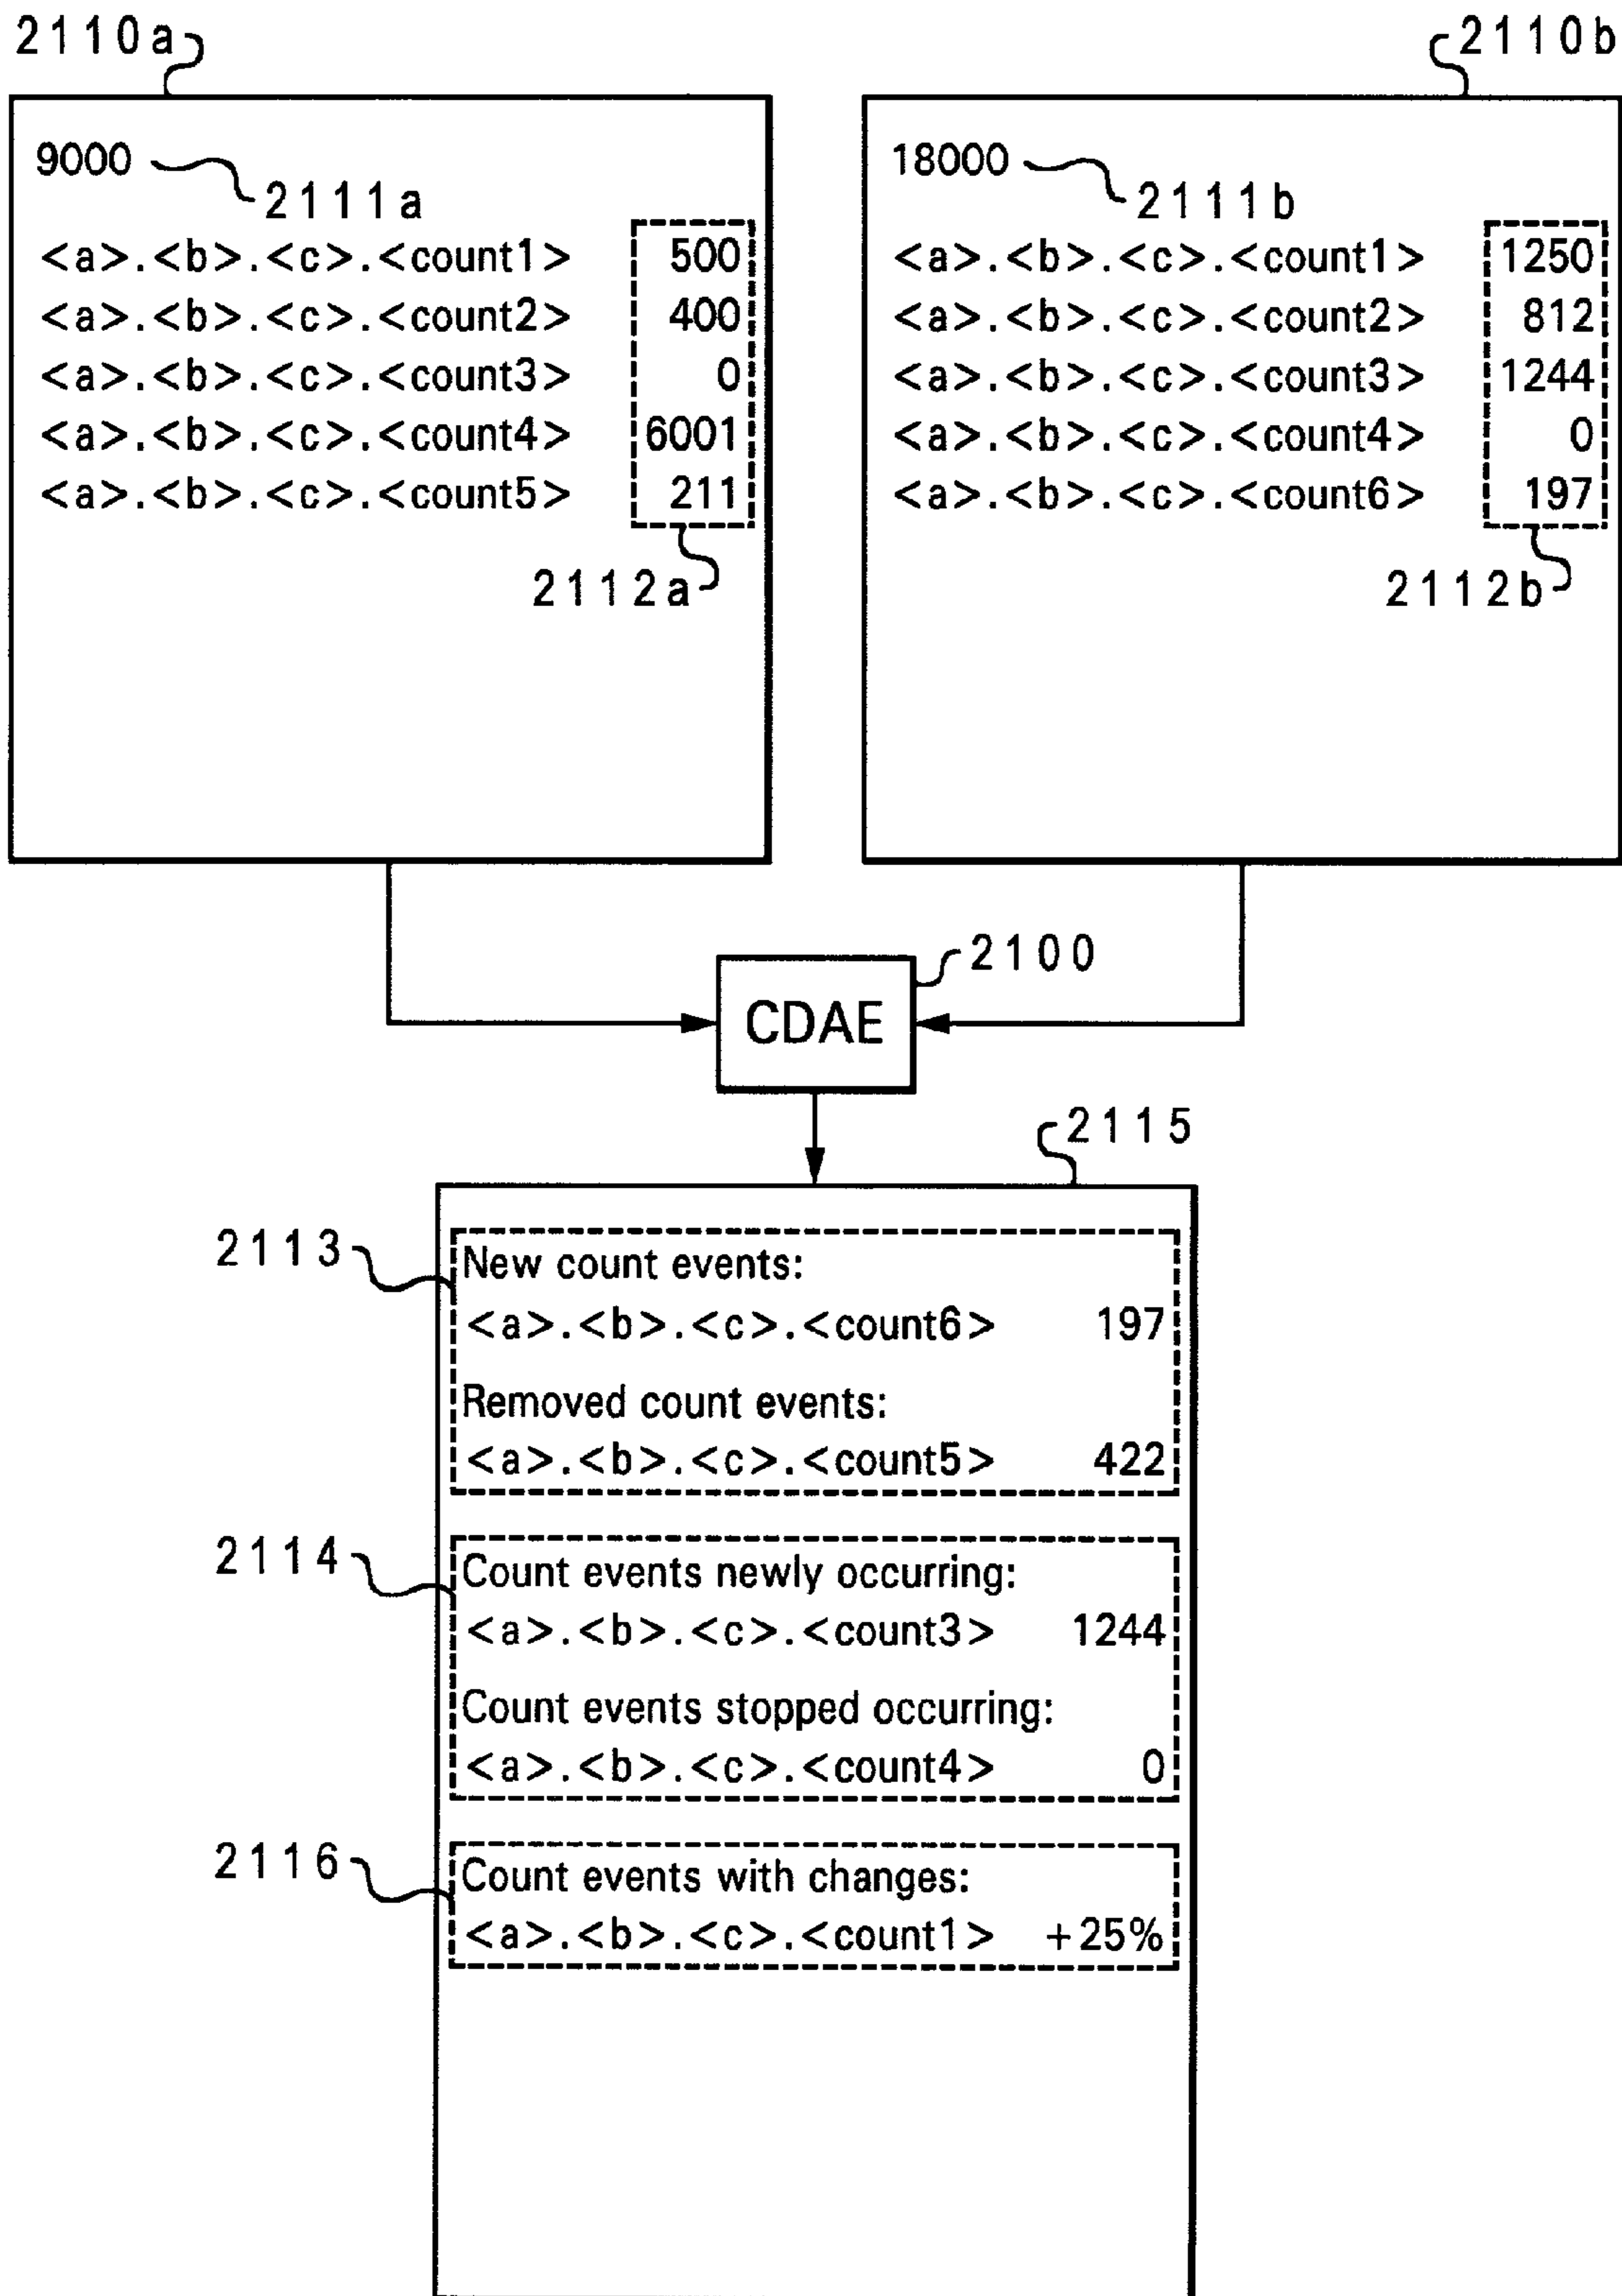 2110a
9000
2111a
<a>.<b>.<c>.<count1> 500
<a>.<b>.<c>.<count2> 400
<a>.<b>.<c>.<count3> 0
<a>.<b>.<c>.<count4> 6001
<a>.<b>.<c>.<count5> 211
2112a
2110b
18000
2111b
<a>.<b>.<c>.<count1> 1250
<a>.<b>.<c>.<count2> 812
<a>.<b>.<c>.<count3> 1244
<a>.<b>.<c>.<count4> 0
<a>.<b>.<c>.<count6> 197
2112b
2100
CDAE
2115
2113
New count events:
<a>.<b>.<c>.<count6> 197
Removed count events:
<a>.<b>.<c>.<count5> 422
2114
Count events newly occurring:
<a>.<b>.<c>.<count3> 1244
Count events stopped occurring:
<a>.<b>.<c>.<count4> 0
2116
Count events with changes:
<a>.<b>.<c>.<count1> +25%